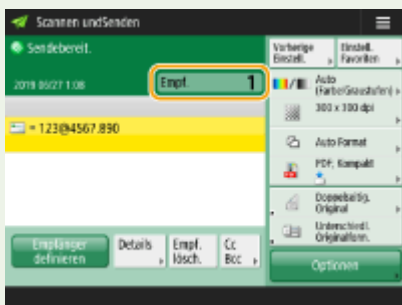 Scannen undSenden
Sendebereit.
2019 05/27 1:08
Empf. 1
= 123@4567.890
Empfänger
definieren
Details
Empf.
lösch.
Cc
Bcc
Vorherige
Einstell.
Einstell.
Favoriten
Auto
(Farbe/Graustufen)
300 x 300 dpi
Auto Format
PDF; Kompakt
Doppelseitig.
Original
Unterschiedl.
Originalform.
Optionen